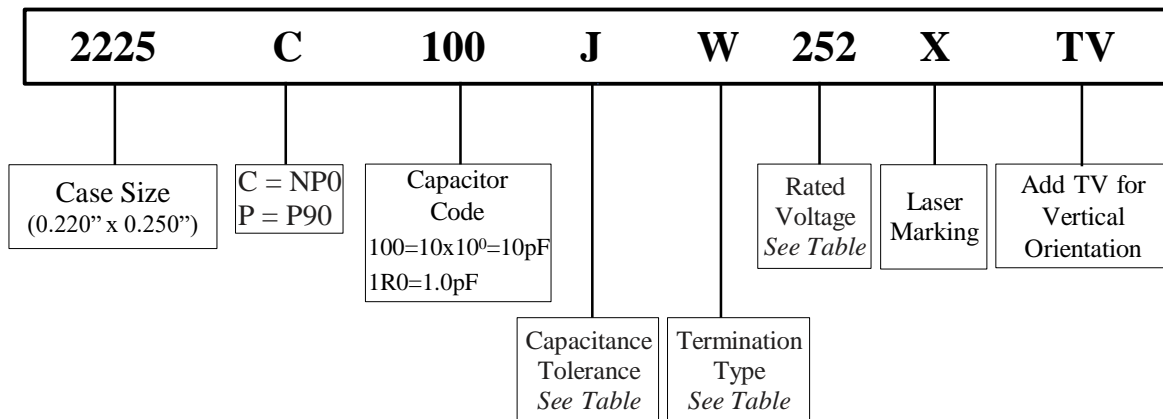 2225 C 100 J W 252 X TV
Case Size
(0.220” x 0.250”)
C = NP0
P = P90
Capacitor
Code
100=10x10⁰=10pF
1R0=1.0pF
Capacitance
Tolerance
See Table
Termination
Type
See Table
Rated
Voltage
See Table
Laser
Marking
Add TV for
Vertical
Orientation